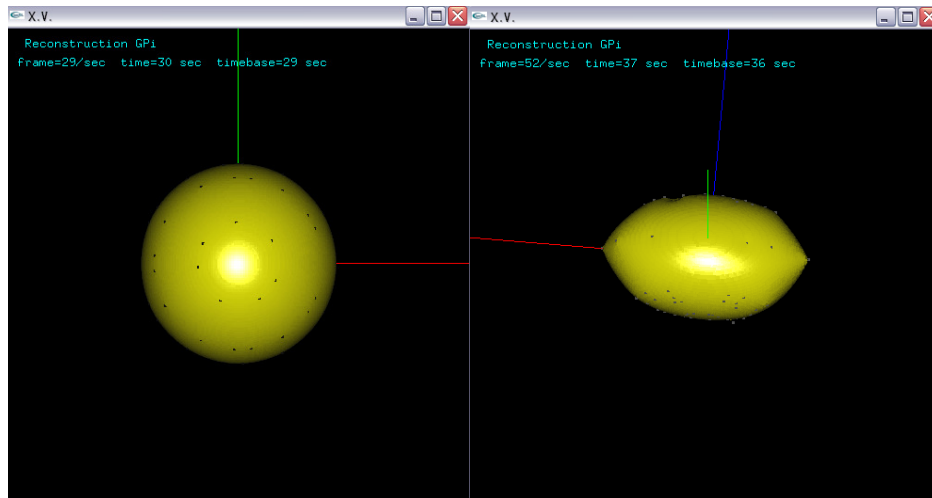 X.V.
Reconstruction GPi
frame=29/sec time=30 sec timebase=29 sec
X.V.
Reconstruction GPi
frame=52/sec time=37 sec timebase=36 sec